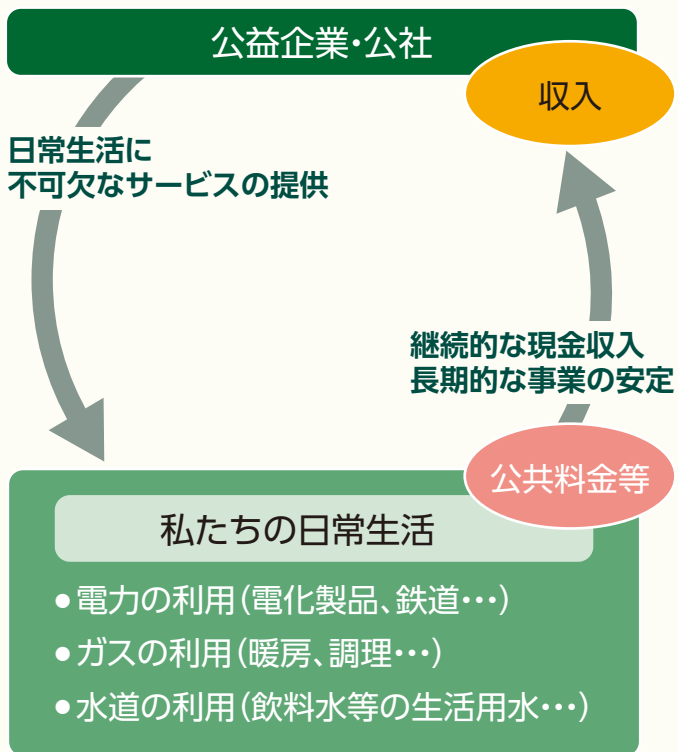 公益企業・公社
収入
日常生活に
不可欠なサービスの提供
継続的な現金収入
長期的な事業の安定
公共料金等
私たちの日常生活
●電力の利用(電化製品、鉄道・・・)
●ガスの利用(暖房、調理・・・)
●水道の利用(飲料水等の生活用水・・・)